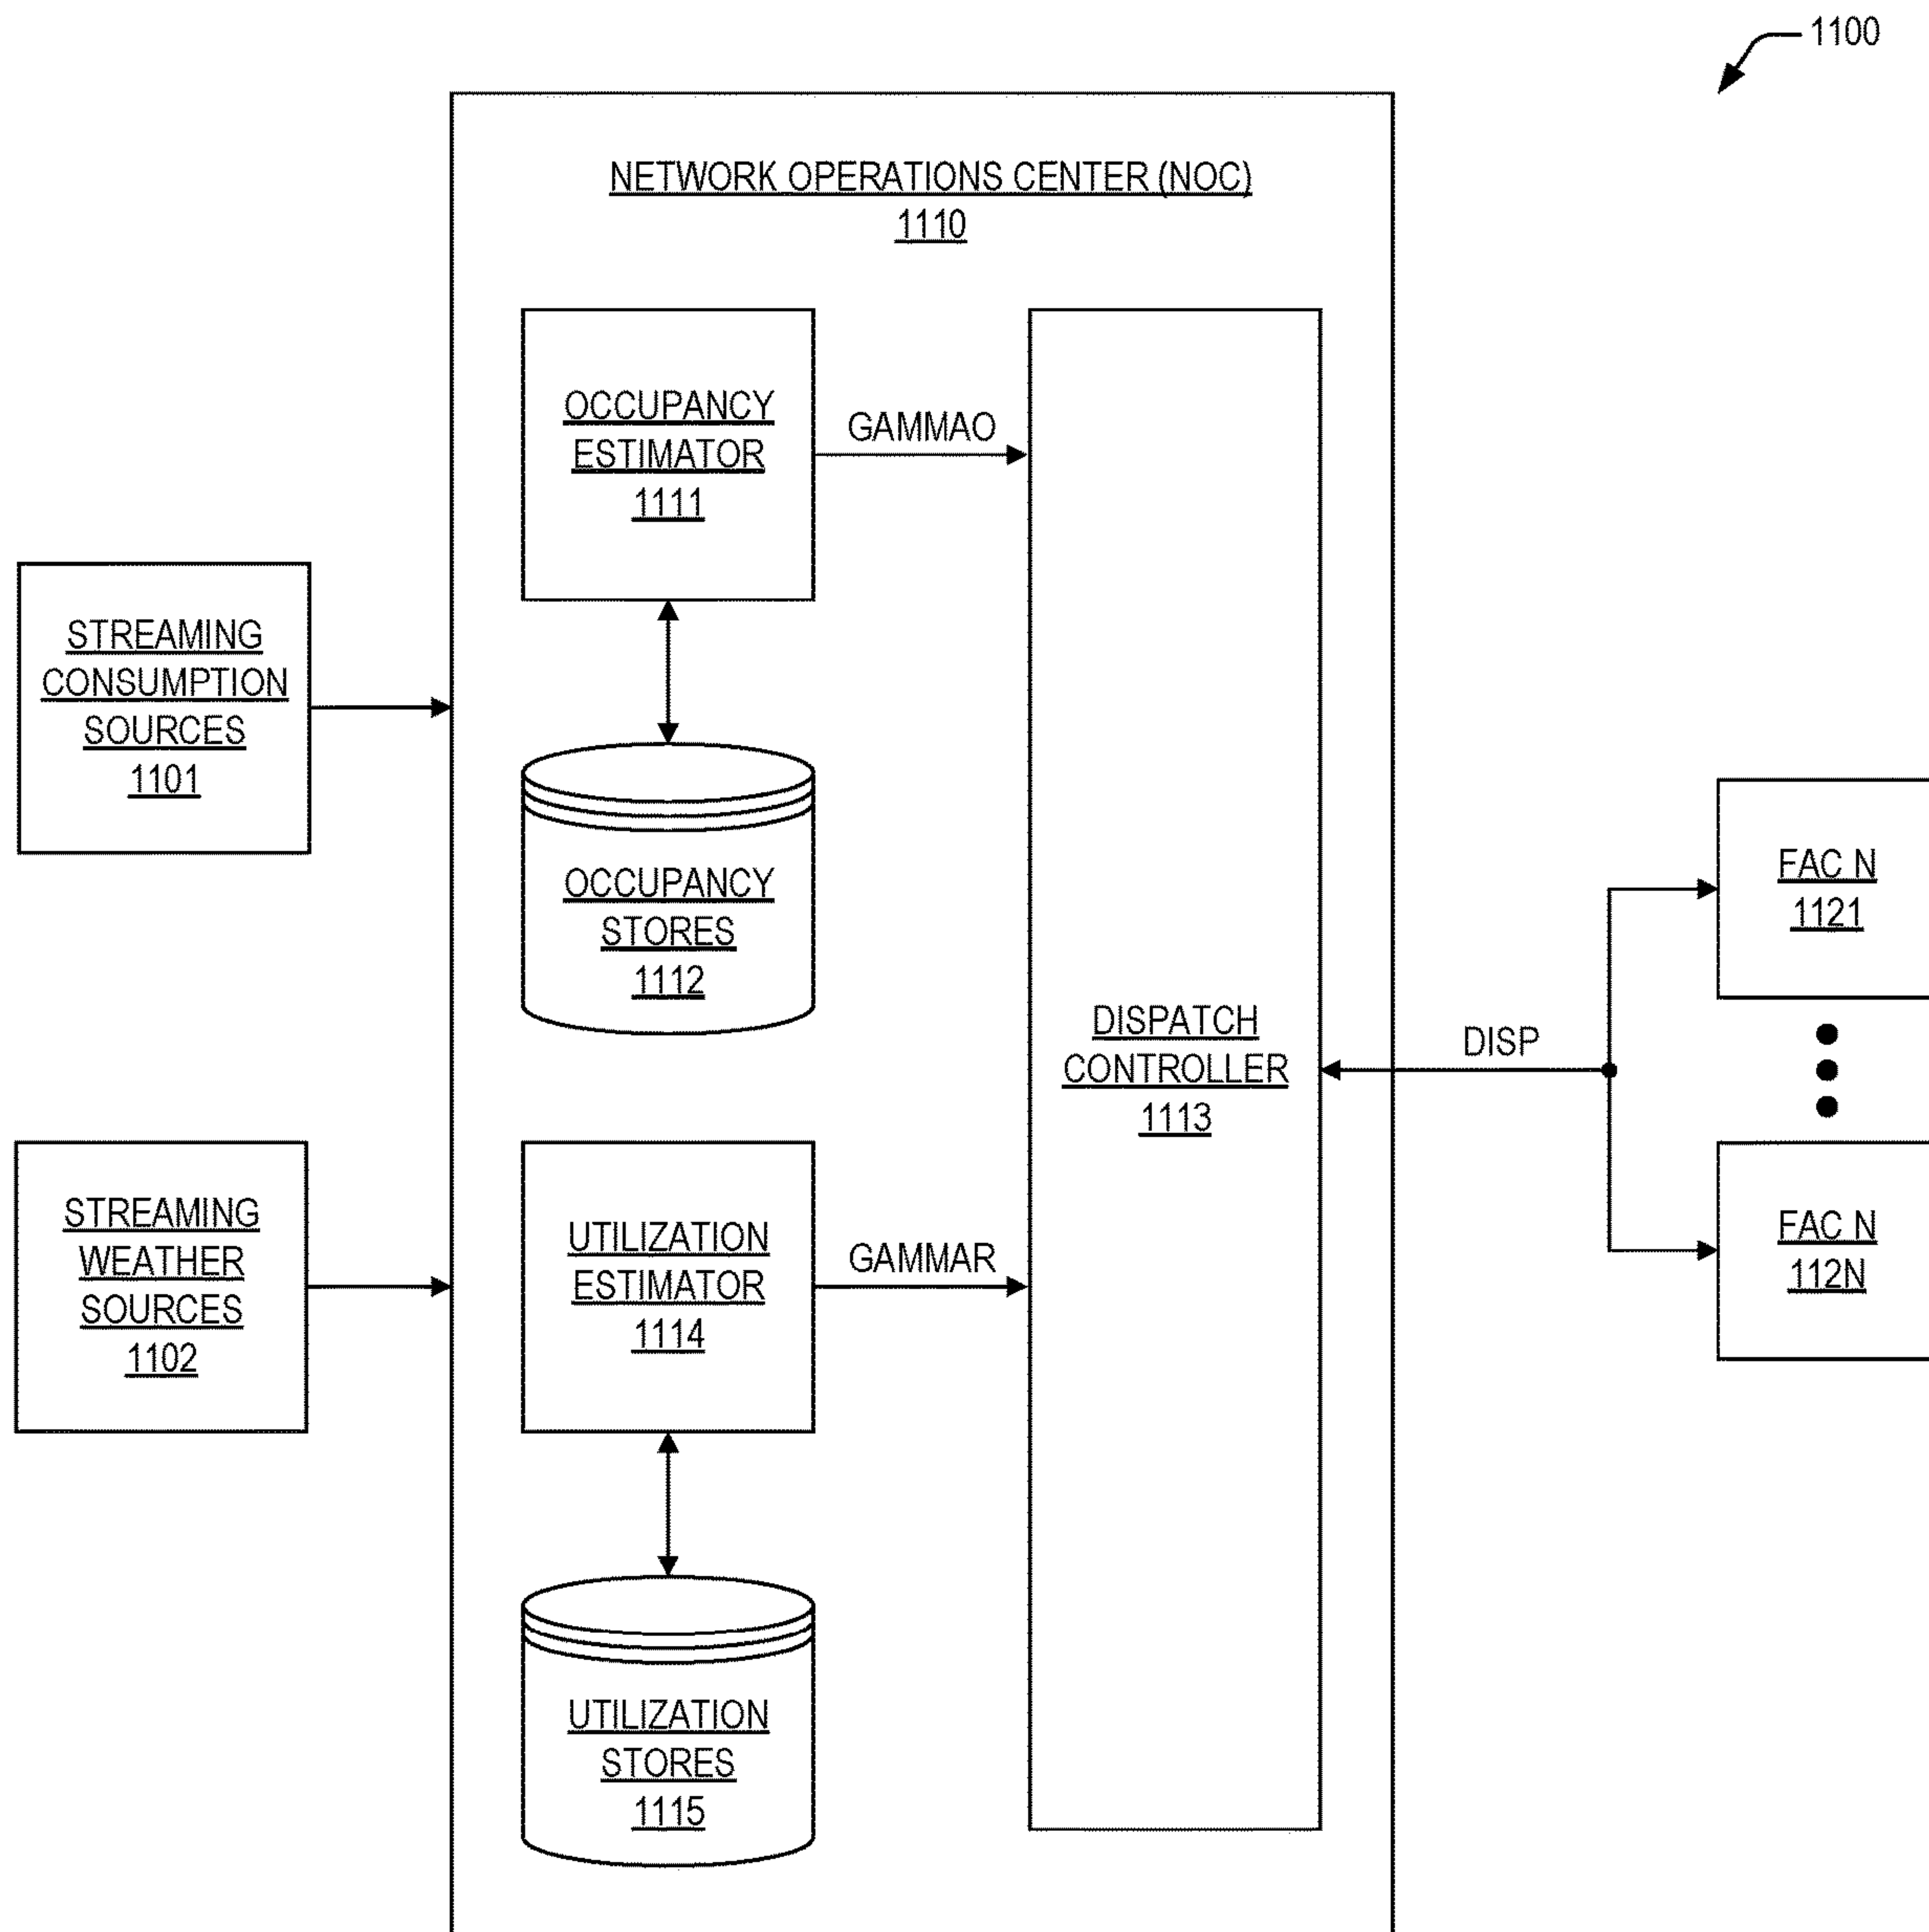 1100
NETWORK OPERATIONS CENTER (NOC)
1110
OCCUPANCY
ESTIMATOR
1111
GAMMAO
STREAMING
CONSUMPTION
SOURCES
1101
OCCUPANCY
STORES
1112
DISPATCH
CONTROLLER
1113
DISP
FAC N
1121
STREAMING
WEATHER
SOURCES
1102
UTILIZATION
ESTIMATOR
1114
GAMMAR
FAC N
112N
UTILIZATION
STORES
1115